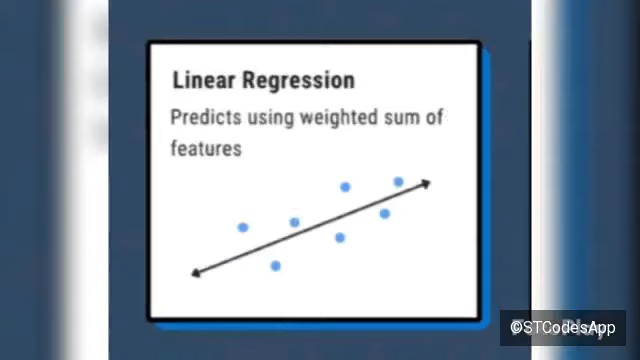 Linear Regression
Predicts using weighted sum of
features
©STCodesApp